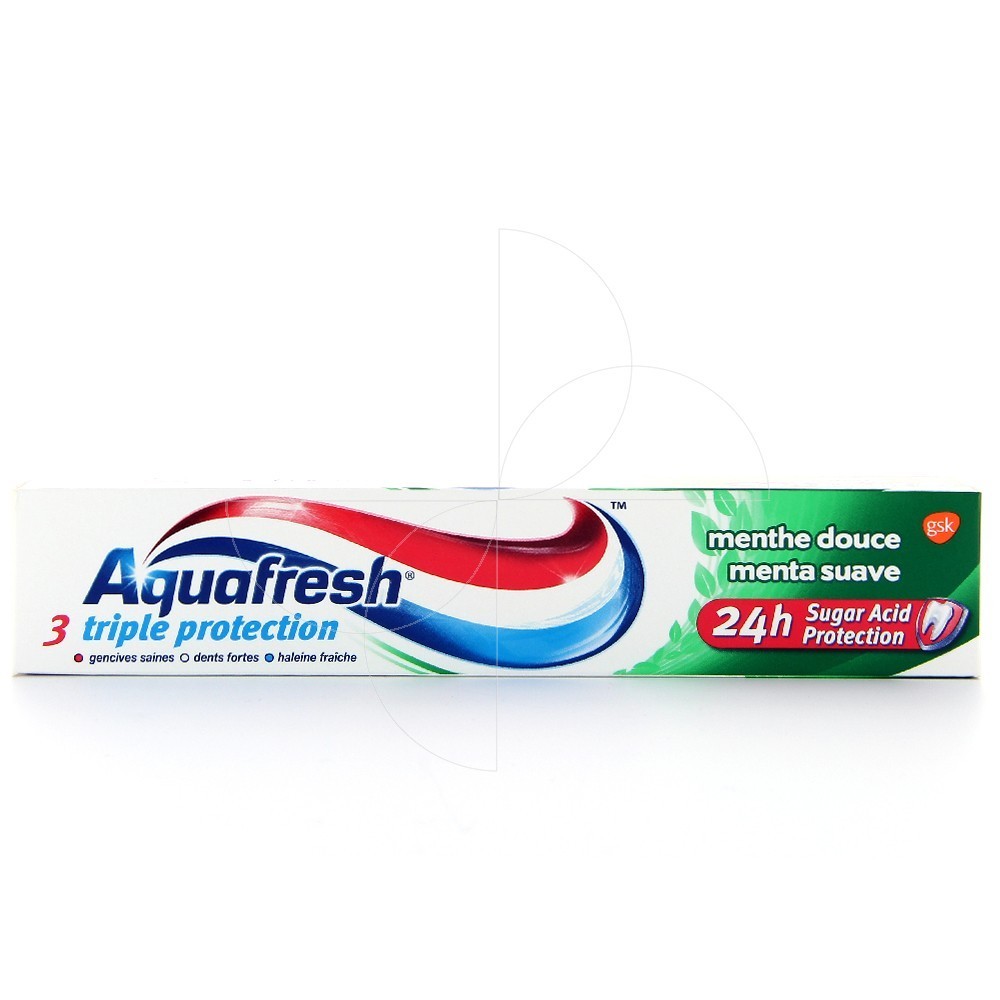 Aquafresh®
™
3 triple protection
gencives saines dents fortes haleine fraîche
menthe douce
menta suave
gsk
24h Sugar Acid
Protection